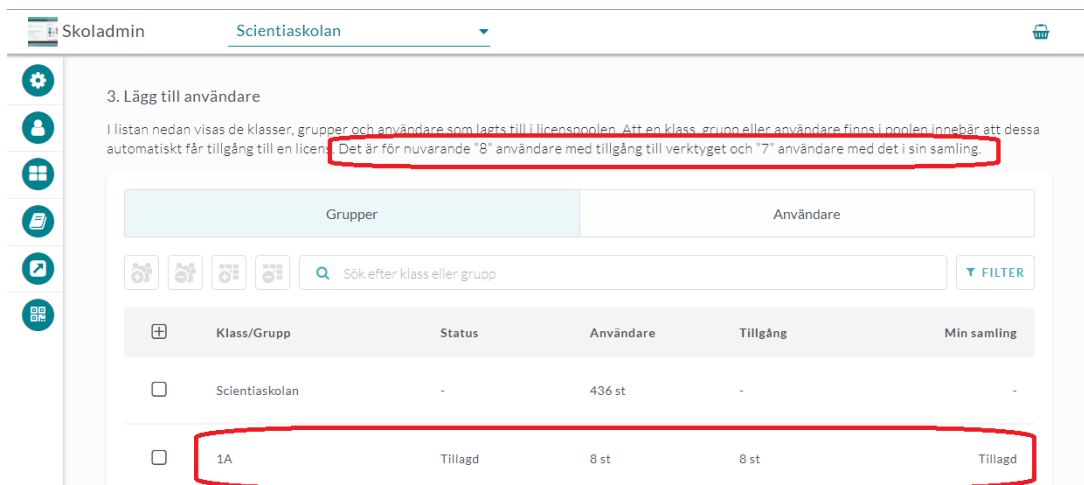 Skoladmin Scientiaskolan
3. Lägg till användare
I listan nedan visas de klasser, grupper och användare som lagts till i licenspoolen. Att en klass, grupp eller användare finns i poolen innebär att dessa
automatiskt får tillgång till en licens. Det är för nuvarande "8" användare med tillgång till verktyget och "7" användare med det i sin samling.
Grupper Användare
Sök efter klass eller grupp FILTER
Klass/Grupp Status Användare Tillgång Min samling
Scientiaskolan - 436 st - -
1A Tillagd 8 st 8 st Tillagd